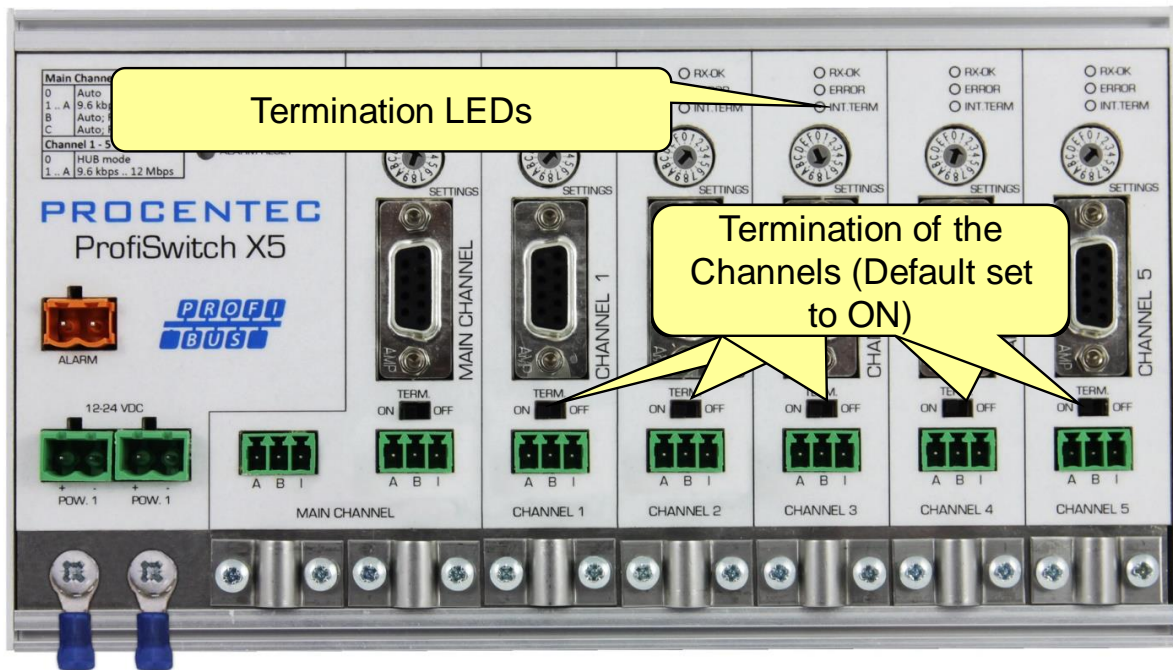 Main Channe
0 Auto
1 .. A 9.6 kbp
B Auto;
C Auto;
Channel 1 - 5
0 HUB mode
1 .. A 9.6 kbps .. 12 Mbps
Termination LEDs
RX-OK
INT.TERM
RX-OK
ERROR
INT.TERM
RX-OK
ERROR
INT.TERM
RX-OK
ERROR
INT.TERM
SETTINGS
SETTINGS
SETTINGS
SETTINGS
SETTINGS
SETTINGS
PROCENTEC
ProfiSwitch X5
PROFI
BUS
ALARM
MAIN CHANNEL
CHANNEL 1
CHANNEL 5
Termination of the
Channels (Default set
to ON)
AMP
AMP
AMP
12-24 VDC
TERM.
ON OFF
TERM.
ON OFF
TERM.
ON OFF
TERM.
ON OFF
TERM.
ON OFF
TERM.
ON OFF
+ -
POW. 1
+ -
POW. 1
A B I
A B I
A B I
A B I
A B I
A B I
A B I
MAIN CHANNEL
CHANNEL 1
CHANNEL 2
CHANNEL 3
CHANNEL 4
CHANNEL 5